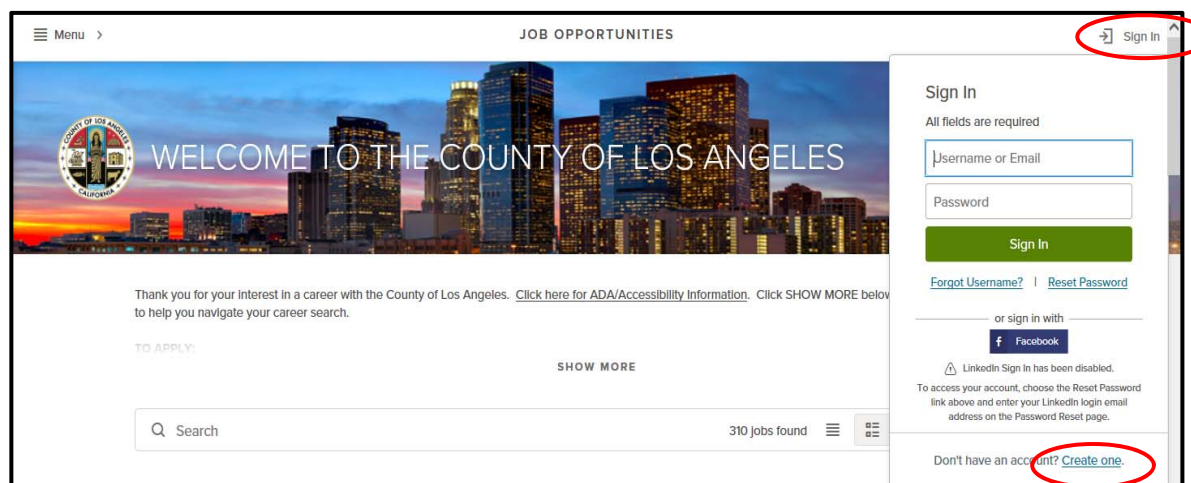 Menu >
JOB OPPORTUNITIES
Sign In
COUNTY OF LOS ANGELES
CALIFORNIA
WELCOME TO THE COUNTY OF LOS ANGELES
Thank you for your interest in a career with the County of Los Angeles. Click here for ADA/Accessibility Information. Click SHOW MORE below
to help you navigate your career search.
TO APPLY:
SHOW MORE
Search
310 jobs found
Sign In
All fields are required
Username or Email
Password
Sign In
Forgot Username? | Reset Password
or sign in with
f Facebook
LinkedIn Sign In has been disabled.
To access your account, choose the Reset Password
link above and enter your LinkedIn login email
address on the Password Reset page.
Don't have an account? Create one.